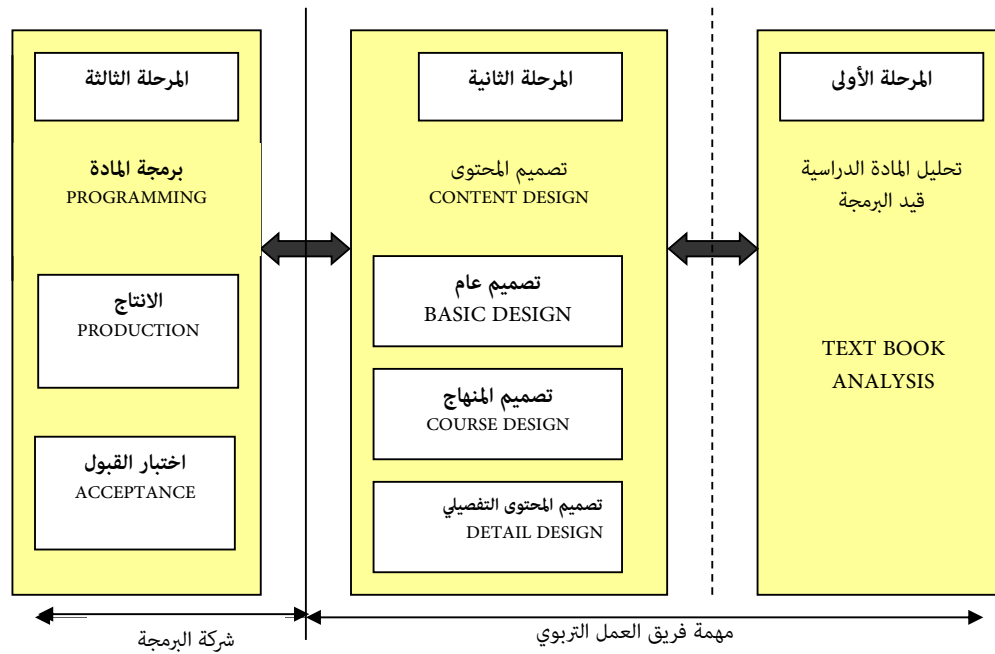 المرحلة الأولى
تحليل المادة الدراسية
قيد البرمجة
TEXT BOOK
ANALYSIS
المرحلة الثانية
تصميم المحتوى
CONTENT DESIGN
تصميم عام
BASIC DESIGN
تصميم المنهاج
COURSE DESIGN
تصميم المحتوى التفصيلي
DETAIL DESIGN
المرحلة الثالثة
برمجة المادة
PROGRAMMING
الانتاج
PRODUCTION
اختبار القبول
ACCEPTANCE
مهمة فريق العمل التربوي
شركة البرمجة